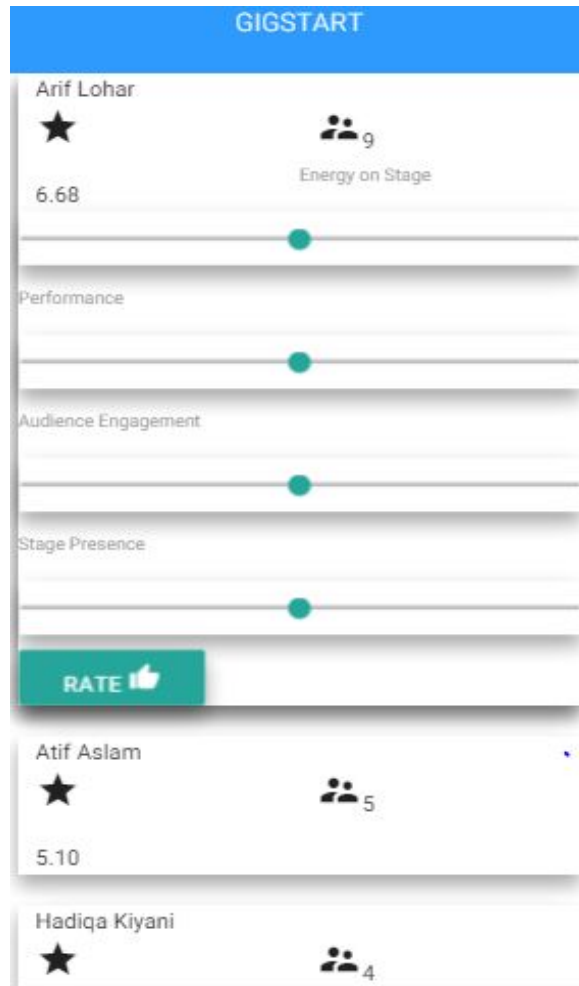 GIGSTART
Arif Lohar
9
Energy on Stage
6.68
Performance
Audience Engagement
Stage Presence
RATE
Atif Aslam
5
5.10
Hadiqa Kiyani
4